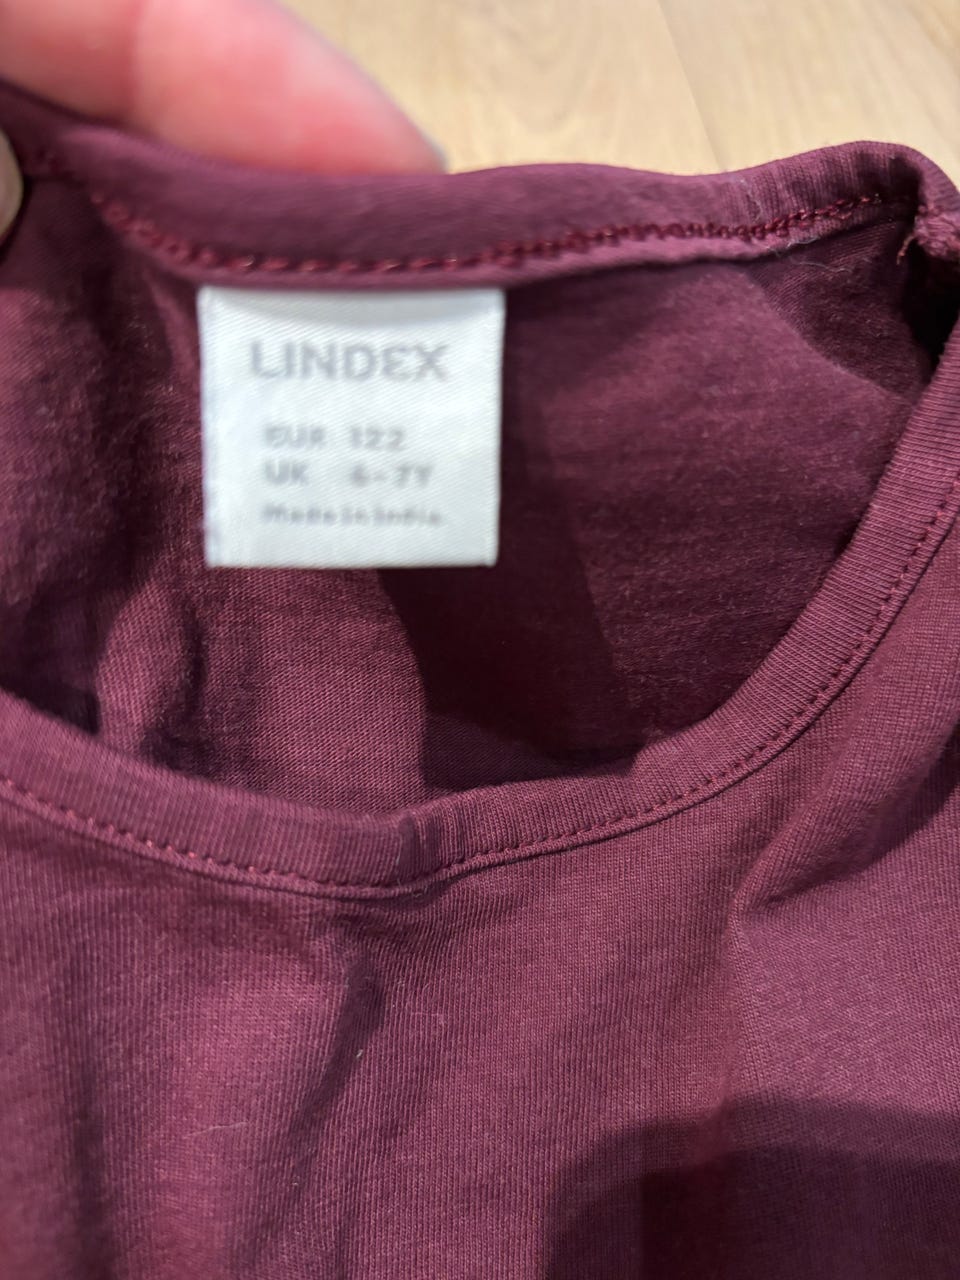 LINDEX
EUR 122
UK 6-7Y
Made in India